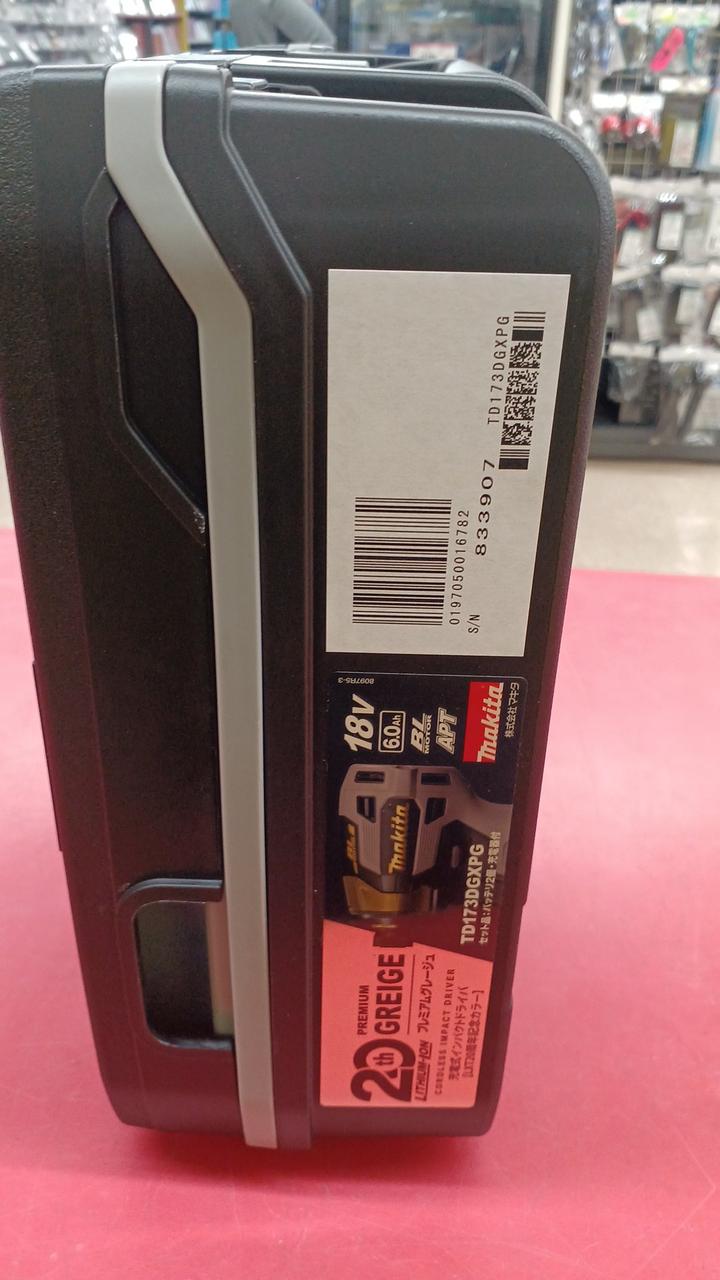 TD173DGXPG
833907
0197050016782
S/N
8097R5-3
18V
6.0Ah
BL
MOTOR
APT
Makita
株式会社マキタ
Makita
TD173DGXPG
セット品：バッテリ2個・充電器付
PREMIUM
20th GREIGE
LITHIUM-ION プレミアムグレージュ
CORDLESS IMPACT DRIVER
充電式インパクトドライバ
[LXT20周年記念カラー]